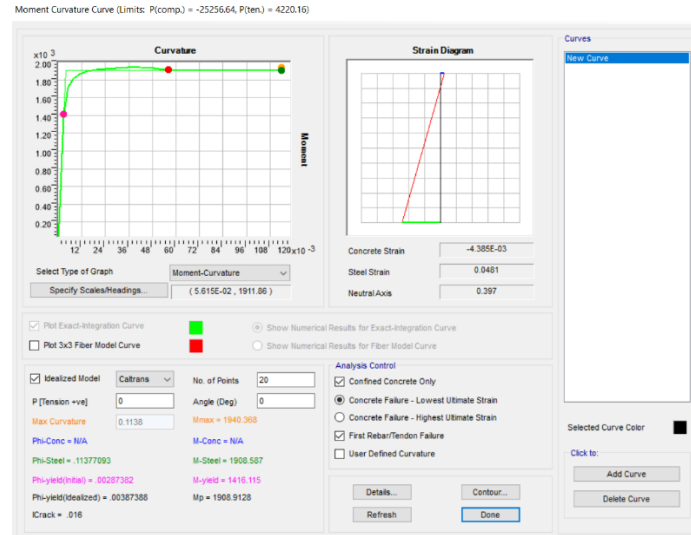 Moment Curvature Curve (Limits: P(comp.) = -25256.64, P(ten.) = 4220.16)
Curvature
x10 3
2.00
1.80
1.60
1.40
1.20
1.00
0.80
0.60
0.40
0.20
Moment
12 24 36 48 60 72 84 96 108 120 x10 -3
Select Type of Graph
Moment-Curvature
Specify Scales/Headings...
( 5.615E-02 , 1911.86 )
Strain Diagram
Concrete Strain
-4.385E-03
Steel Strain
0.0481
Neutral Axis
0.397
Curves
New Curve
Plot Exact-Integration Curve
Plot 3x3 Fiber Model Curve
Show Numerical Results for Exact-Integration Curve
Show Numerical Results for Fiber Model Curve
Idealized Model
Caltrans
No. of Points
20
P [Tension +ve]
0
Angle (Deg)
0
Max Curvature
0.1138
Mmax = 1940.368
Phi-Conc = N/A
M-Conc = N/A
Phi-Steel = .11377093
M-Steel = 1908.587
Phi-yield(Initial) = .00287382
M-yield = 1416.115
Phi-yield(Idealized) = .00387388
Mp = 1908.9128
ICrack = .016
Analysis Control
Confined Concrete Only
Concrete Failure - Lowest Ultimate Strain
Concrete Failure - Highest Ultimate Strain
First Rebar/Tendon Failure
User Defined Curvature
Details...
Contour...
Refresh
Done
Selected Curve Color
Click to:
Add Curve
Delete Curve